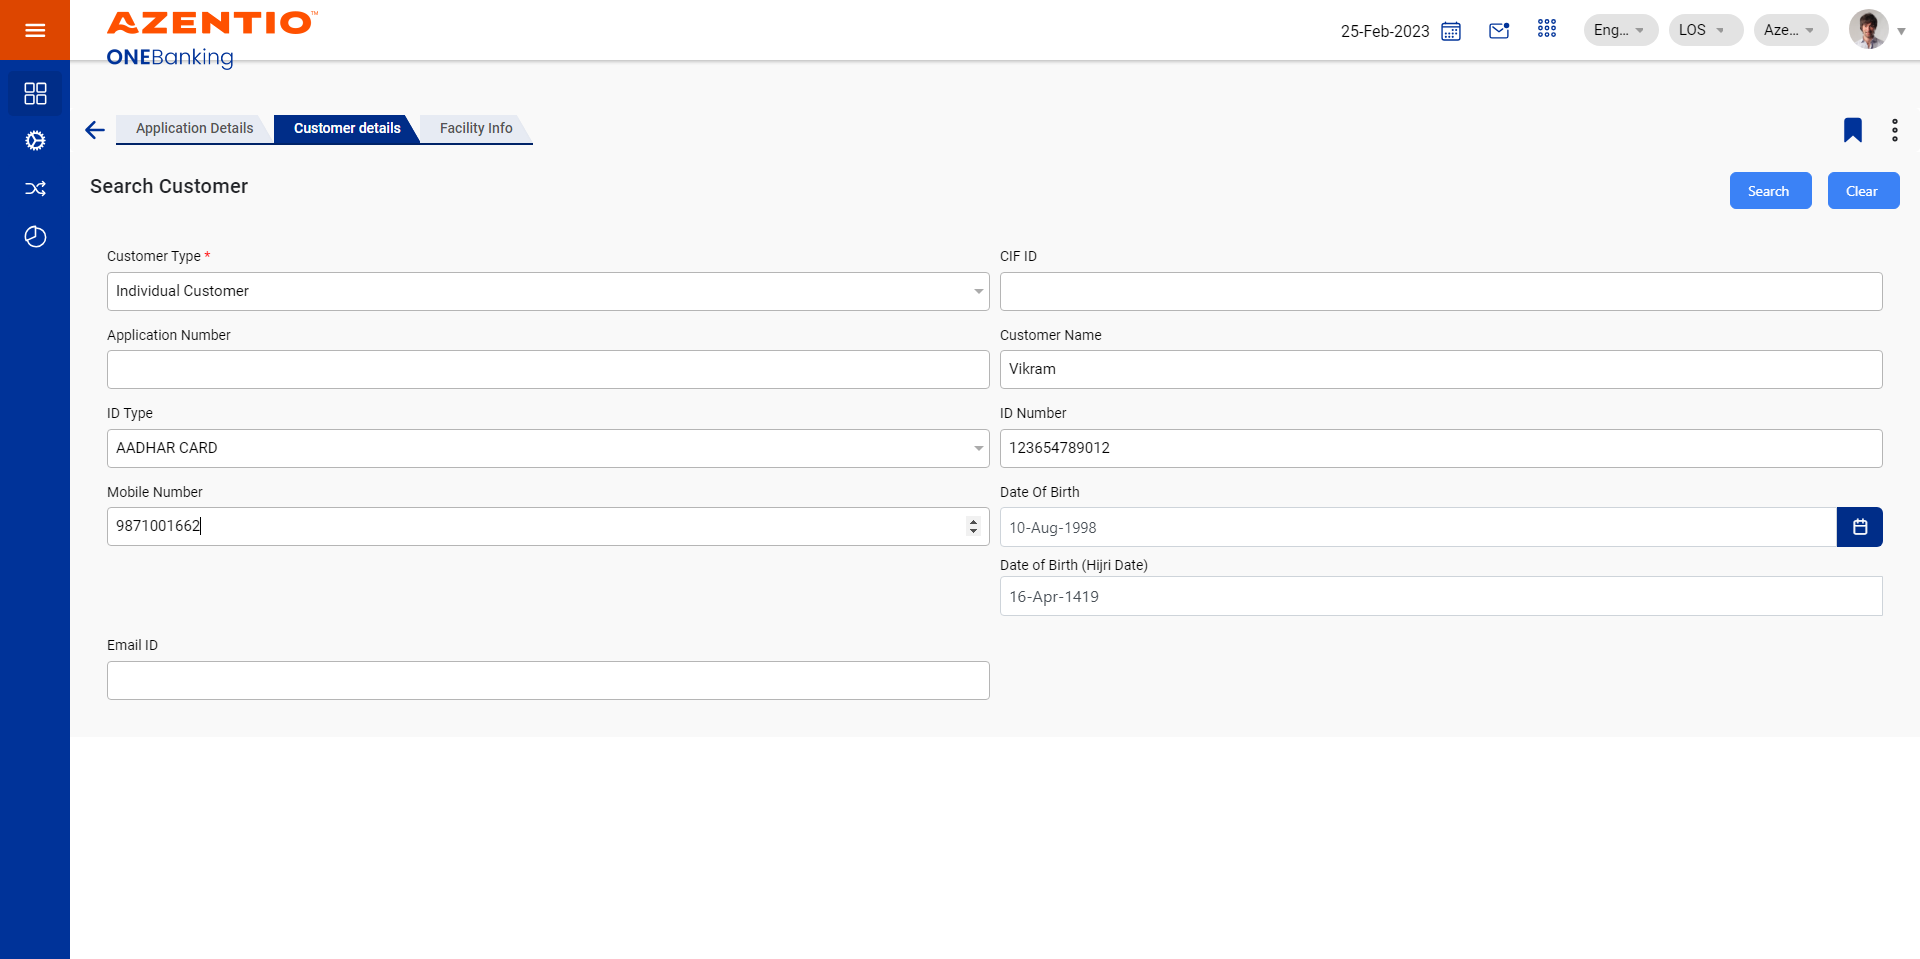 AZENTIO™
ONEBanking
25-Feb-2023
Eng...
LOS
Aze...
Application Details
Customer details
Facility Info
Search Customer
Search
Clear
Customer Type *
Individual Customer
CIF ID
Application Number
Customer Name
Vikram
ID Type
AADHAR CARD
ID Number
123654789012
Mobile Number
9871001662
Date Of Birth
10-Aug-1998
Date of Birth (Hijri Date)
16-Apr-1419
Email ID